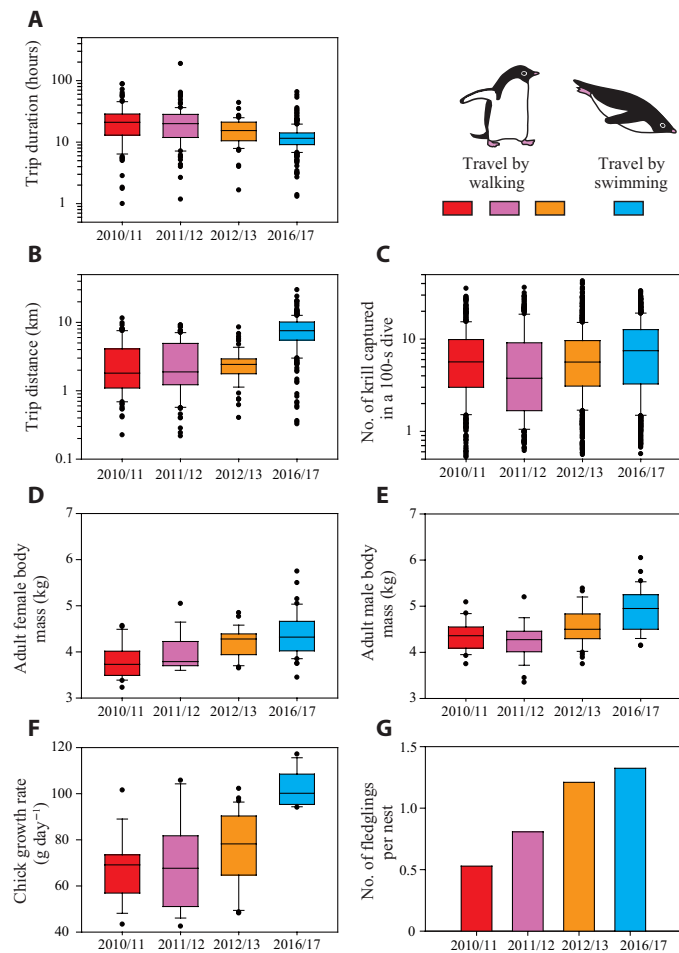 A
Trip duration (hours)
100
10
1
2010/11 2011/12 2012/13 2016/17
Travel by
walking
Travel by
swimming
B
Trip distance (km)
100
10
1
0.1
2010/11 2011/12 2012/13 2016/17
C
No. of krill captured
in a 100-s dive
10
1
2010/11 2011/12 2012/13 2016/17
D
Adult female body
mass (kg)
7
6
5
4
3
2010/11 2011/12 2012/13 2016/17
E
Adult male body
mass (kg)
7
6
5
4
3
2010/11 2011/12 2012/13 2016/17
F
Chick growth rate
(g day−1)
120
100
80
60
40
2010/11 2011/12 2012/13 2016/17
G
No. of fledglings
per nest
1.5
1.0
0.5
0
2010/11 2011/12 2012/13 2016/17